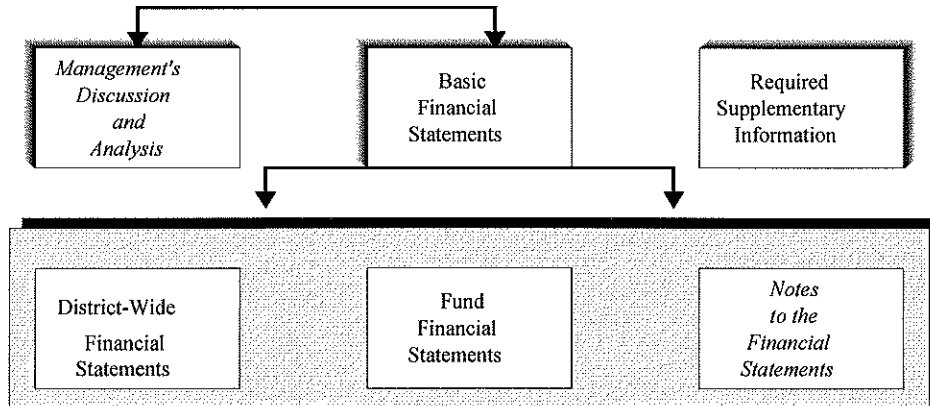 Management's
Discussion
and
Analysis
Basic
Financial
Statements
Required
Supplementary
Information
District-Wide
Financial
Statements
Fund
Financial
Statements
Notes
to the
Financial
Statements